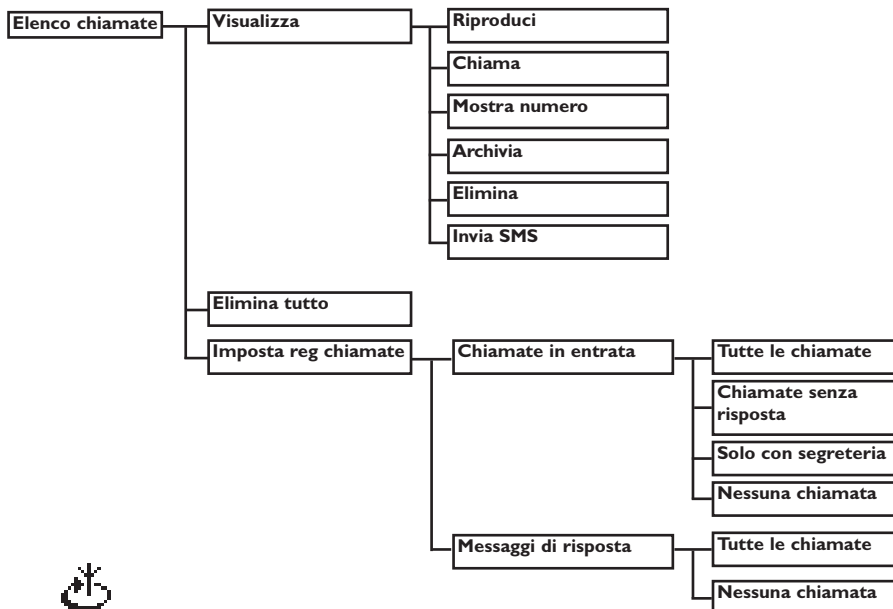 Elenco chiamate
Visualizza
Riproduci
Chiama
Mostra numero
Archivia
Elimina
Invia SMS
Elimina tutto
Imposta reg chiamate
Chiamate in entrata
Tutte le chiamate
Chiamate senza
risposta
Solo con segreteria
Nessuna chiamata
Messaggi di risposta
Tutte le chiamate
Nessuna chiamata